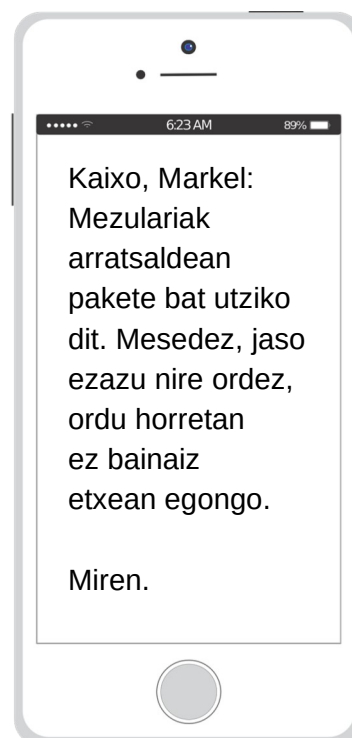 6:23 AM 89%
Kaixo, Markel:
Mezulariak
arratsaldean
pakete bat utziko
dit. Mesedez, jaso
ezazu nire ordez,
ordu horretan
ez bainaiz
etxean egongo.
Miren.